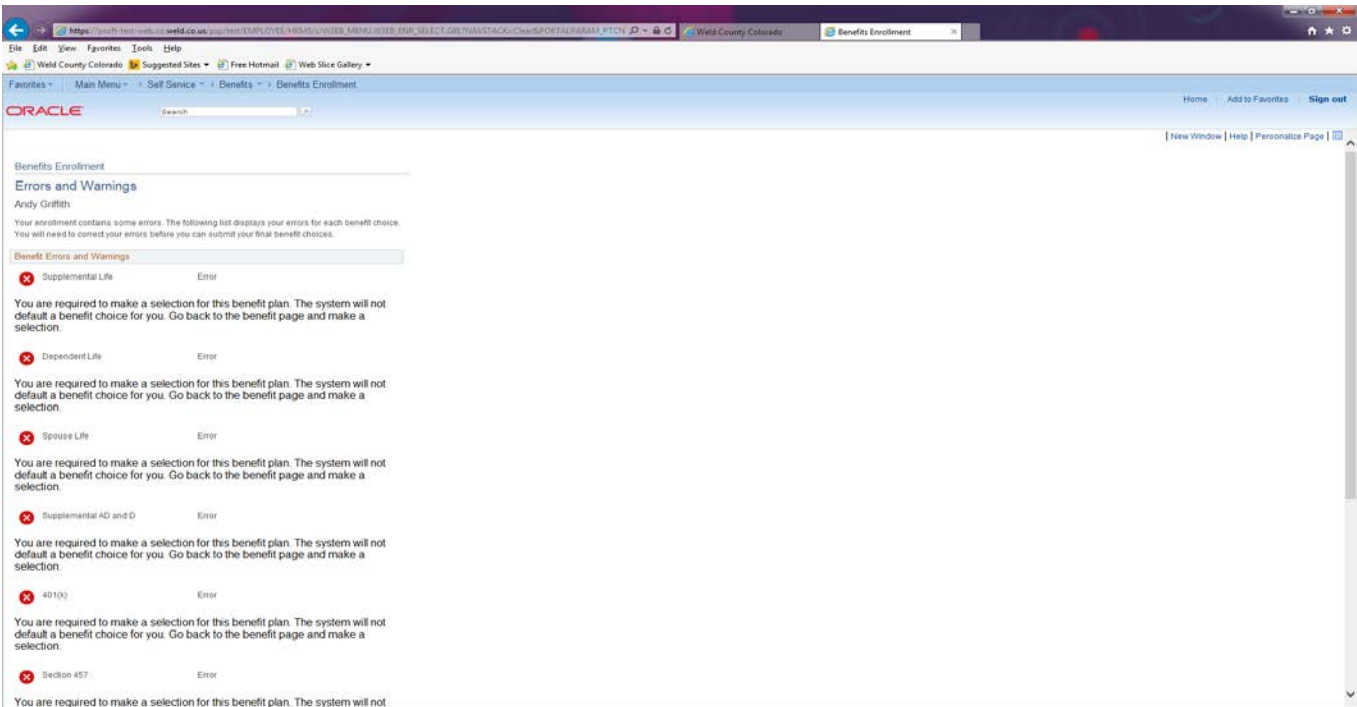 Weld County Colorado
Benefits Enrollment
File Edit View Favorites Tools Help
Weld County Colorado Suggested Sites Free Hotmail Web Slice Gallery
Favorites Main Menu Self Service Benefits Benefits Enrollment
Home Add to Favorites Sign out
ORACLE
Search
| New Window | Help | Personalize Page |
Benefits Enrollment
Errors and Warnings
Andy Griffith
Your enrollment contains some errors. The following list displays your errors for each benefit choice.
You will need to correct your errors before you can submit your final benefit choices.
Benefit Errors and Warnings
Supplemental Life Error
You are required to make a selection for this benefit plan. The system will not
default a benefit choice for you. Go back to the benefit page and make a
selection.
Dependent Life Error
You are required to make a selection for this benefit plan. The system will not
default a benefit choice for you. Go back to the benefit page and make a
selection.
Spouse Life Error
You are required to make a selection for this benefit plan. The system will not
default a benefit choice for you. Go back to the benefit page and make a
selection.
Supplemental AD and D Error
You are required to make a selection for this benefit plan. The system will not
default a benefit choice for you. Go back to the benefit page and make a
selection.
401(k) Error
You are required to make a selection for this benefit plan. The system will not
default a benefit choice for you. Go back to the benefit page and make a
selection.
Section 457 Error
You are required to make a selection for this benefit plan. The system will not